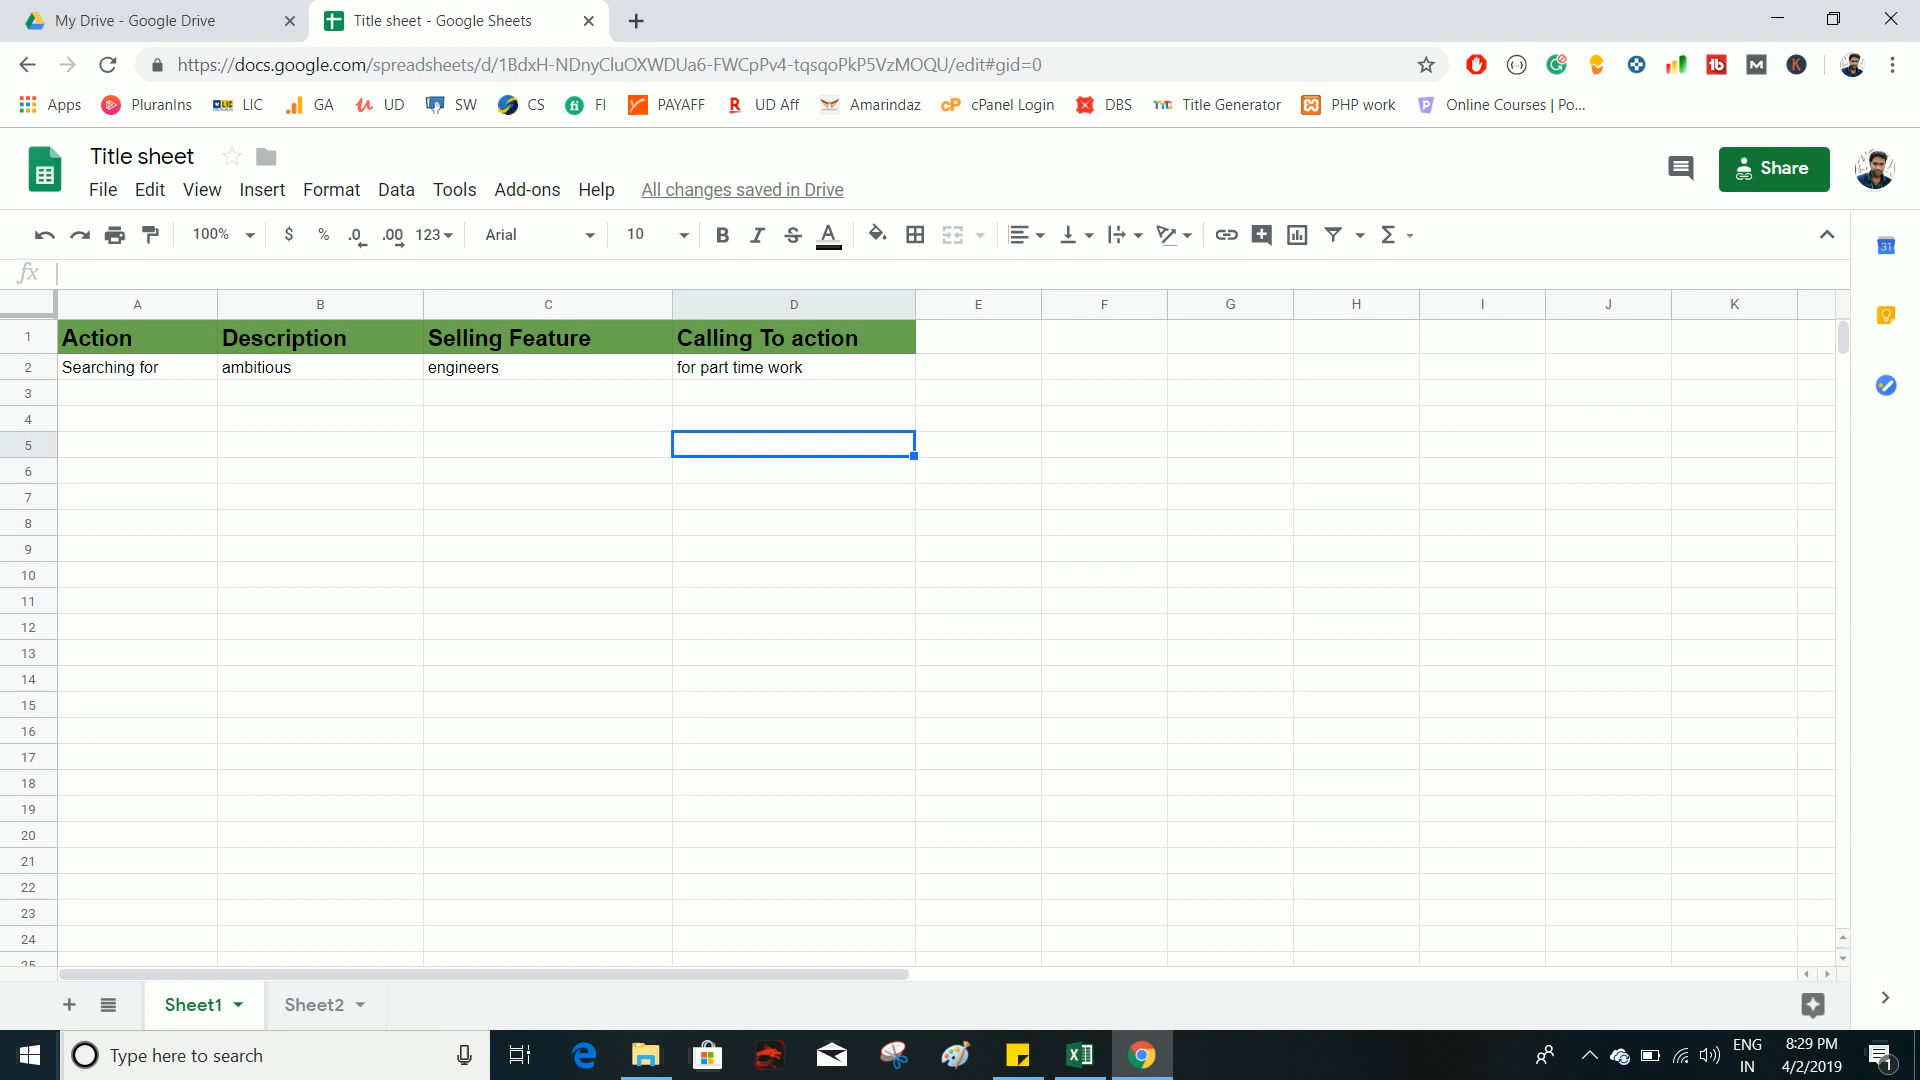 My Drive - Google Drive
Title sheet - Google Sheets
https://docs.google.com/spreadsheets/d/1BdxH-NDnyCluOXWDUa6-FWCpPv4-tqsqoPkP5VzMOQU/edit#gid=0
Apps PluranIns LIC GA UD SW CS FI PAYAFF UD Aff Amarindaz cPanel Login DBS Title Generator PHP work Online Courses | Po...
Title sheet
File Edit View Insert Format Data Tools Add-ons Help All changes saved in Drive
Share
100% $ % .0 .00 123 Arial 10 B I S A
fx
A B C D E F G H I J K
1 Action Description Selling Feature Calling To action
2 Searching for ambitious engineers for part time work
3
4
5
6
7
8
9
10
11
12
13
14
15
16
17
18
19
20
21
22
23
24
25
Sheet1 Sheet2
Type here to search
ENG
IN
8:29 PM
4/2/2019
1